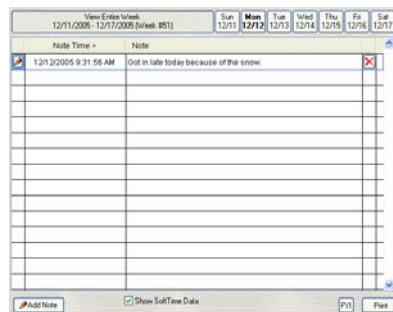 View Entire Week
12/11/2005 - 12/17/2005 (Week #51)
Sun
12/11
Mon
12/12
Tue
12/13
Wed
12/14
Thu
12/15
Fri
12/16
Sat
12/17
Note Time
Note
12/12/2005 9:31:56 AM
Got in late today because of the snow.
Add Note
Show SoftTime Data
Print